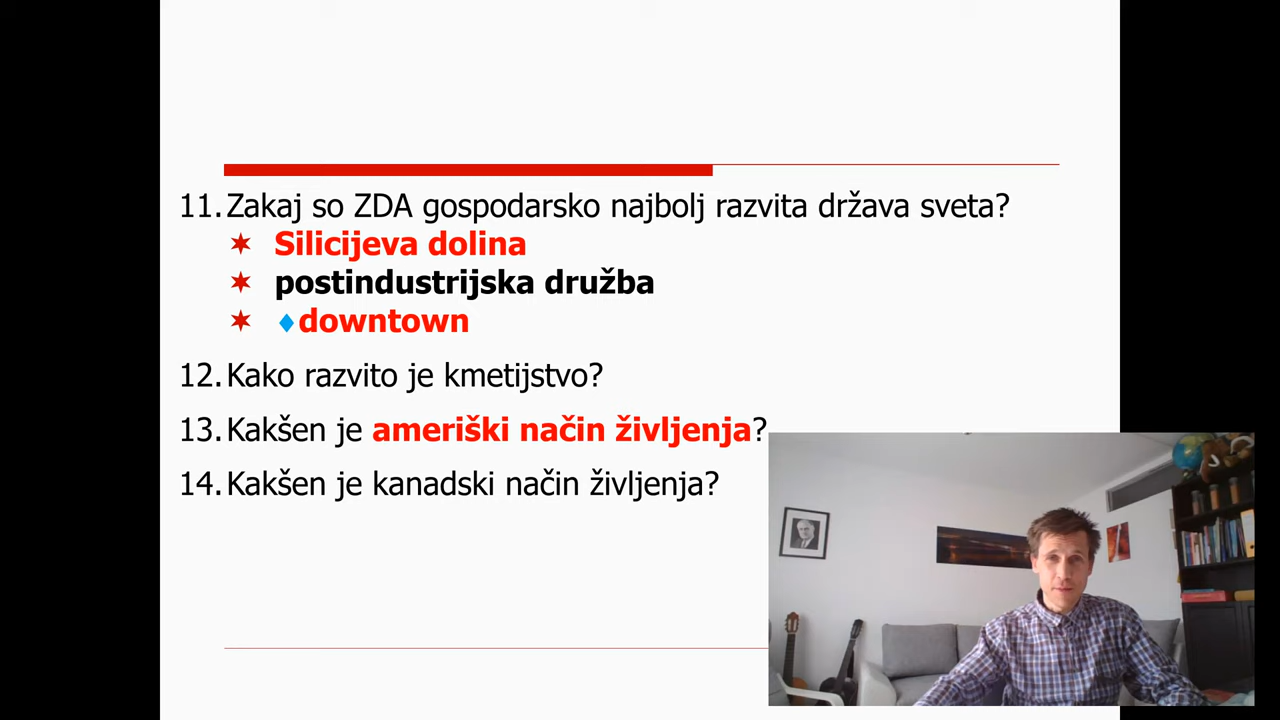 11. Zakaj so ZDA gospodarsko najbolj razvita država sveta?
✶ Silicijeva dolina
✶ postindustrijska družba
✶ ♦downtown
12. Kako razvito je kmetijstvo?
13. Kakšen je ameriški način življenja?
14. Kakšen je kanadski način življenja?